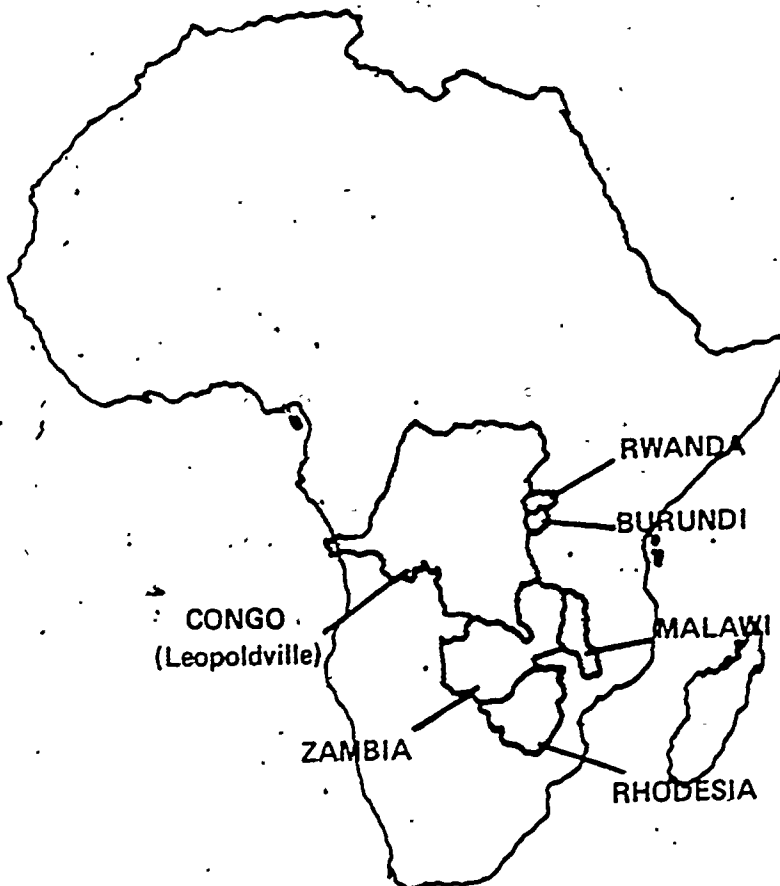 RWANDA
BURUNDI
CONGO
(Leopoldville)
MALAWI
ZAMBIA
RHODESIA